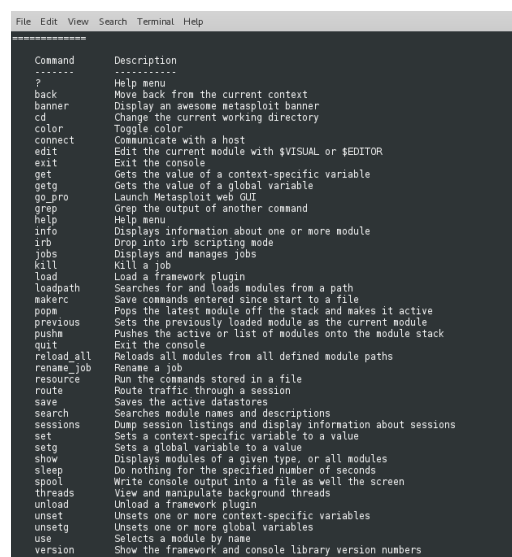 File Edit View Search Terminal Help
=============
Command Description
------- -----------
? Help menu
back Move back from the current context
banner Display an awesome metasploit banner
cd Change the current working directory
color Toggle color
connect Communicate with a host
edit Edit the current module with $VISUAL or $EDITOR
exit Exit the console
get Gets the value of a context-specific variable
getg Gets the value of a global variable
go_pro Launch Metasploit web GUI
grep Grep the output of another command
help Help menu
info Displays information about one or more module
irb Drop into irb scripting mode
jobs Displays and manages jobs
kill Kill a job
load Load a framework plugin
loadpath Searches for and loads modules from a path
makerc Save commands entered since start to a file
popm Pops the latest module off the stack and makes it active
previous Sets the previously loaded module as the current module
pushm Pushes the active or list of modules onto the module stack
quit Exit the console
reload_all Reloads all modules from all defined module paths
rename_job Rename a job
resource Run the commands stored in a file
route Route traffic through a session
save Saves the active datastores
search Searches module names and descriptions
sessions Dump session listings and display information about sessions
set Sets a context-specific variable to a value
setg Sets a global variable to a value
show Displays modules of a given type, or all modules
sleep Do nothing for the specified number of seconds
spool Write console output into a file as well the screen
threads View and manipulate background threads
unload Unload a framework plugin
unset Unsets one or more context-specific variables
unsetg Unsets one or more global variables
use Selects a module by name
version Show the framework and console library version numbers